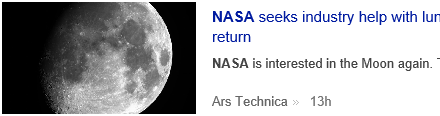 NASA seeks industry help with lun
return
NASA is interested in the Moon again.
Ars Technica » 13h